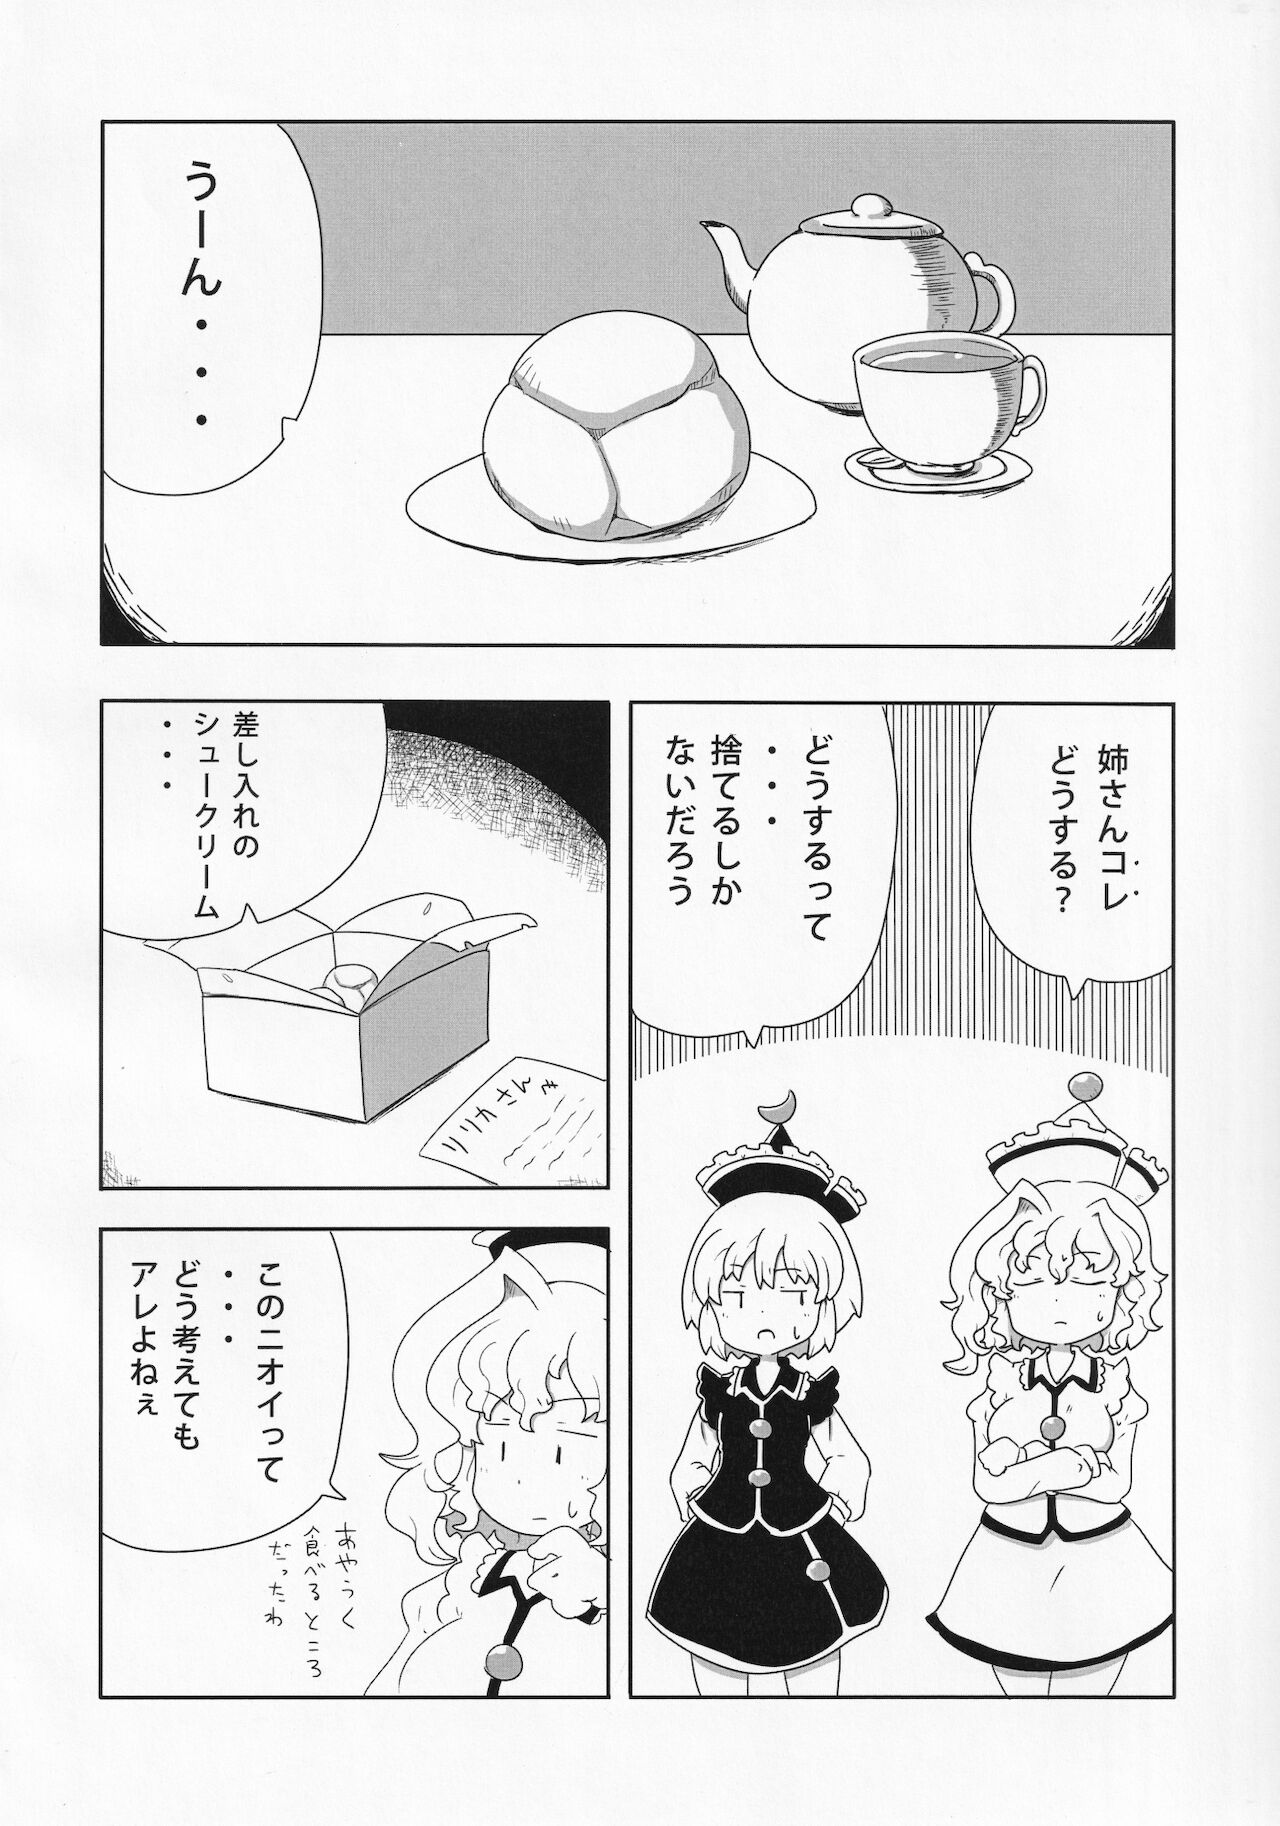 うーん・・・
姉さんコレ
どうする？
どうするって
・・・
捨てるしか
ないだろう
差し入れの
シュークリーム
・・・
このニオイって
・・・
どう考えても
アレよねぇ
あやうく
食べるところ
だったわ